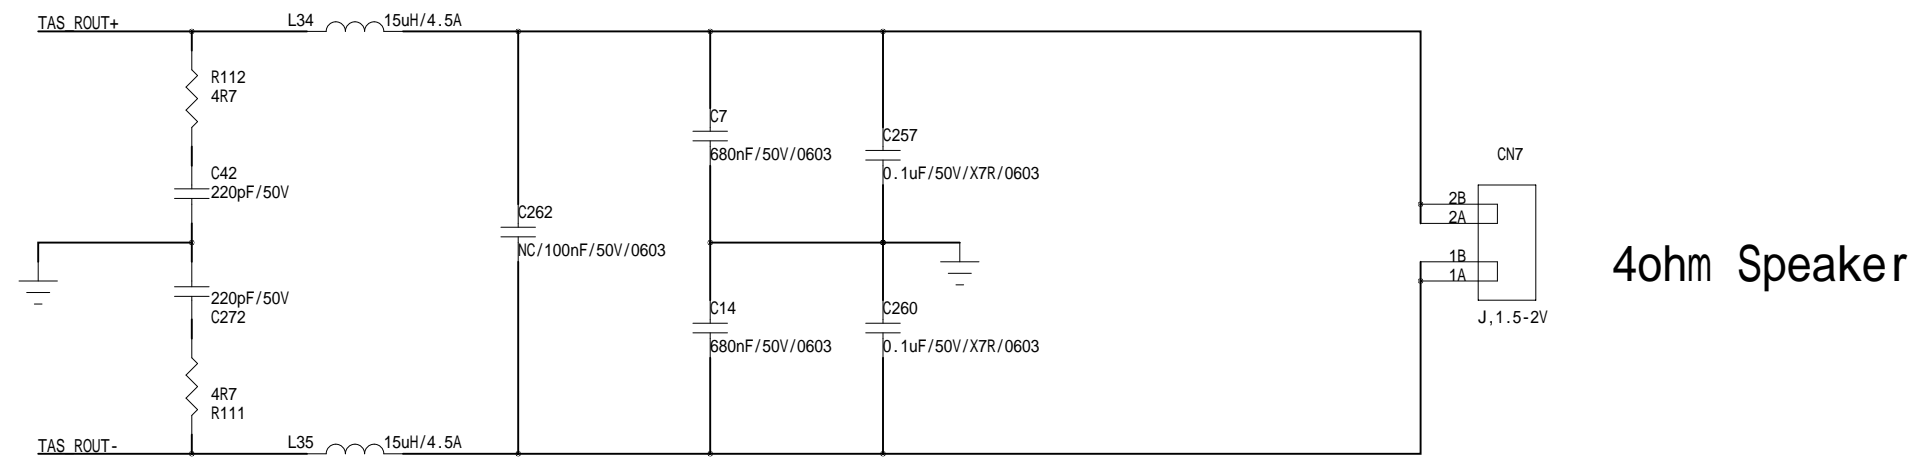 TAS_ROUT+
L34
15uH/4.5A
R112
4R7
C42
220pF/50V
220pF/50V
C272
4R7
R111
TAS_ROUT-
L35
15uH/4.5A
C262
NC/100nF/50V/0603
C7
680nF/50V/0603
C257
0.1uF/50V/X7R/0603
C14
680nF/50V/0603
C260
0.1uF/50V/X7R/0603
CN7
2B
2A
1B
1A
J,1.5-2V
4ohm Speaker